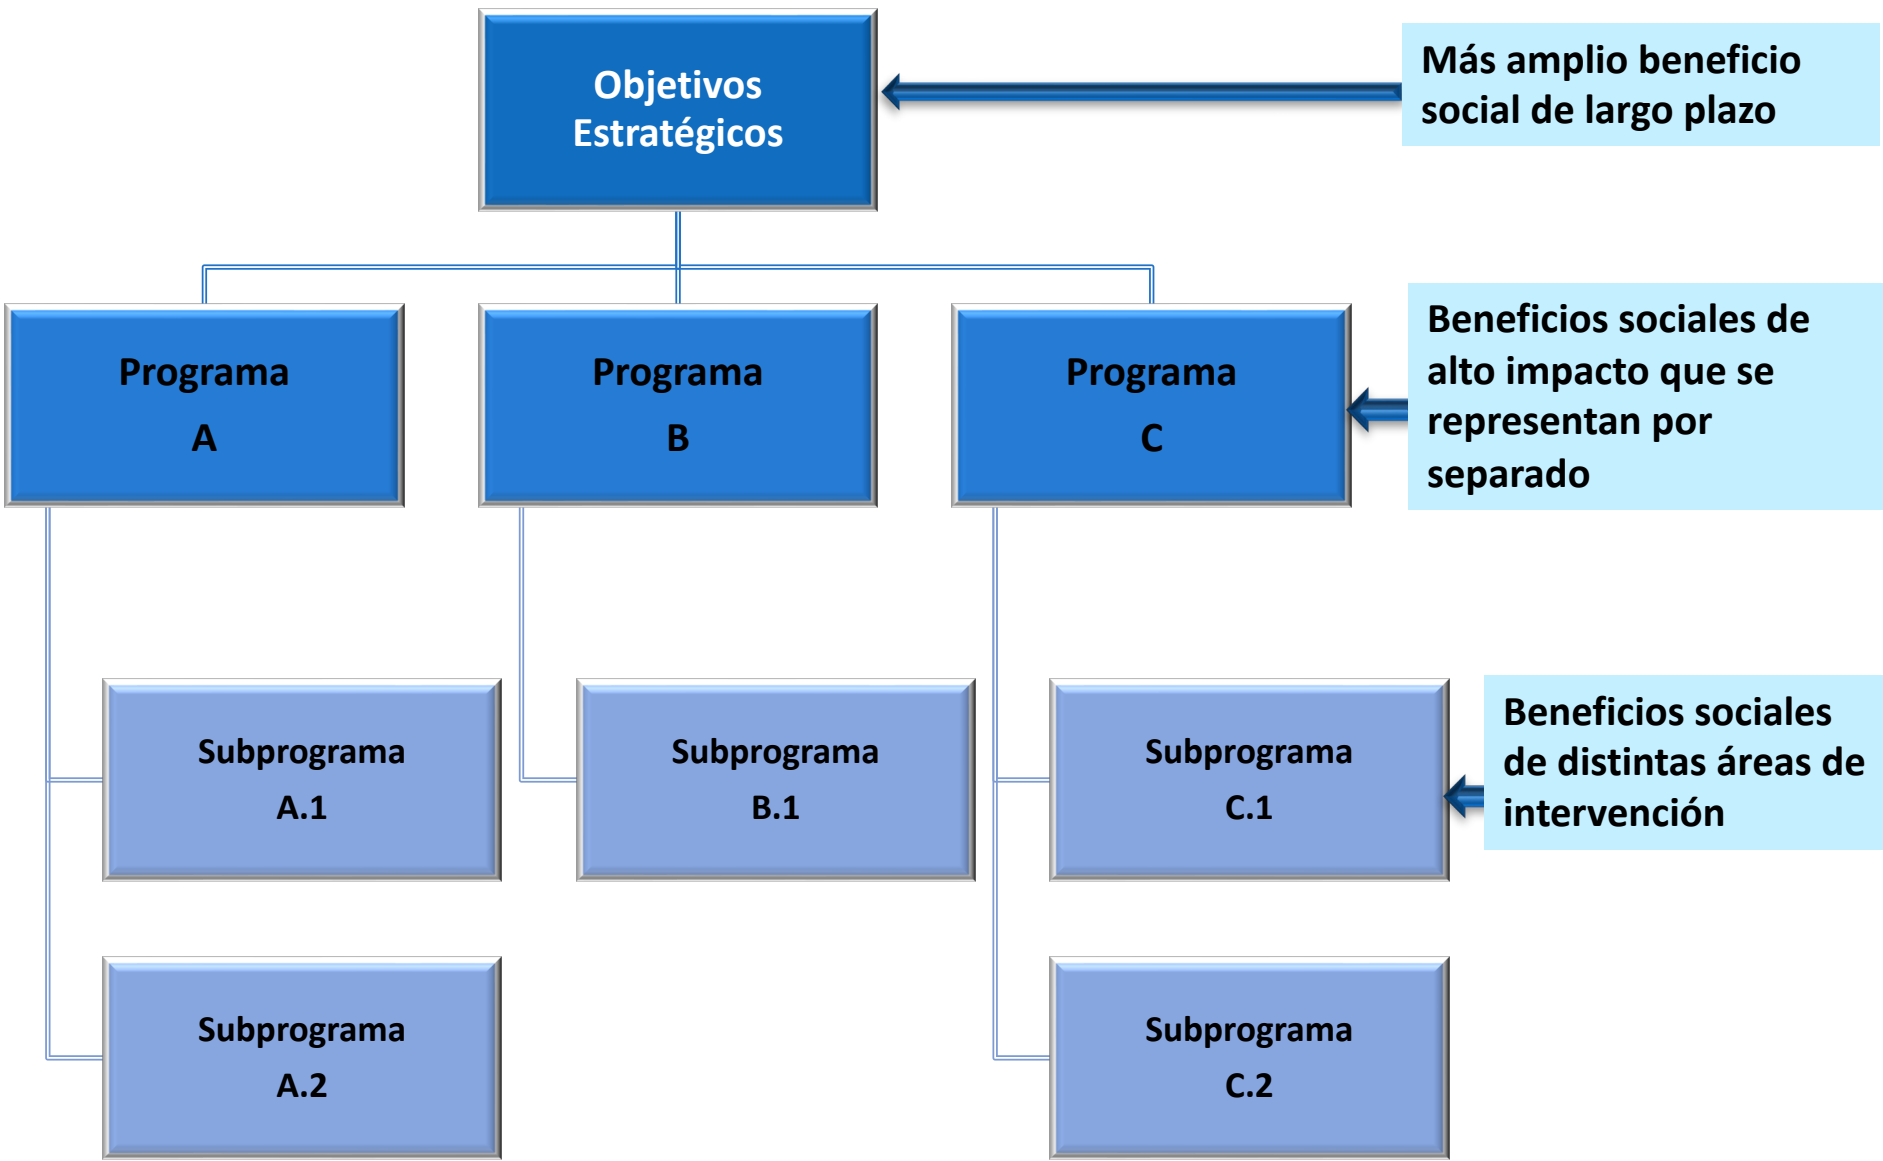 Objetivos
Estratégicos
Más amplio beneficio
social de largo plazo
Programa
A
Programa
B
Programa
C
Beneficios sociales de
alto impacto que se
representan por
separado
Subprograma
A.1
Subprograma
B.1
Subprograma
C.1
Beneficios sociales
de distintas áreas de
intervención
Subprograma
A.2
Subprograma
C.2